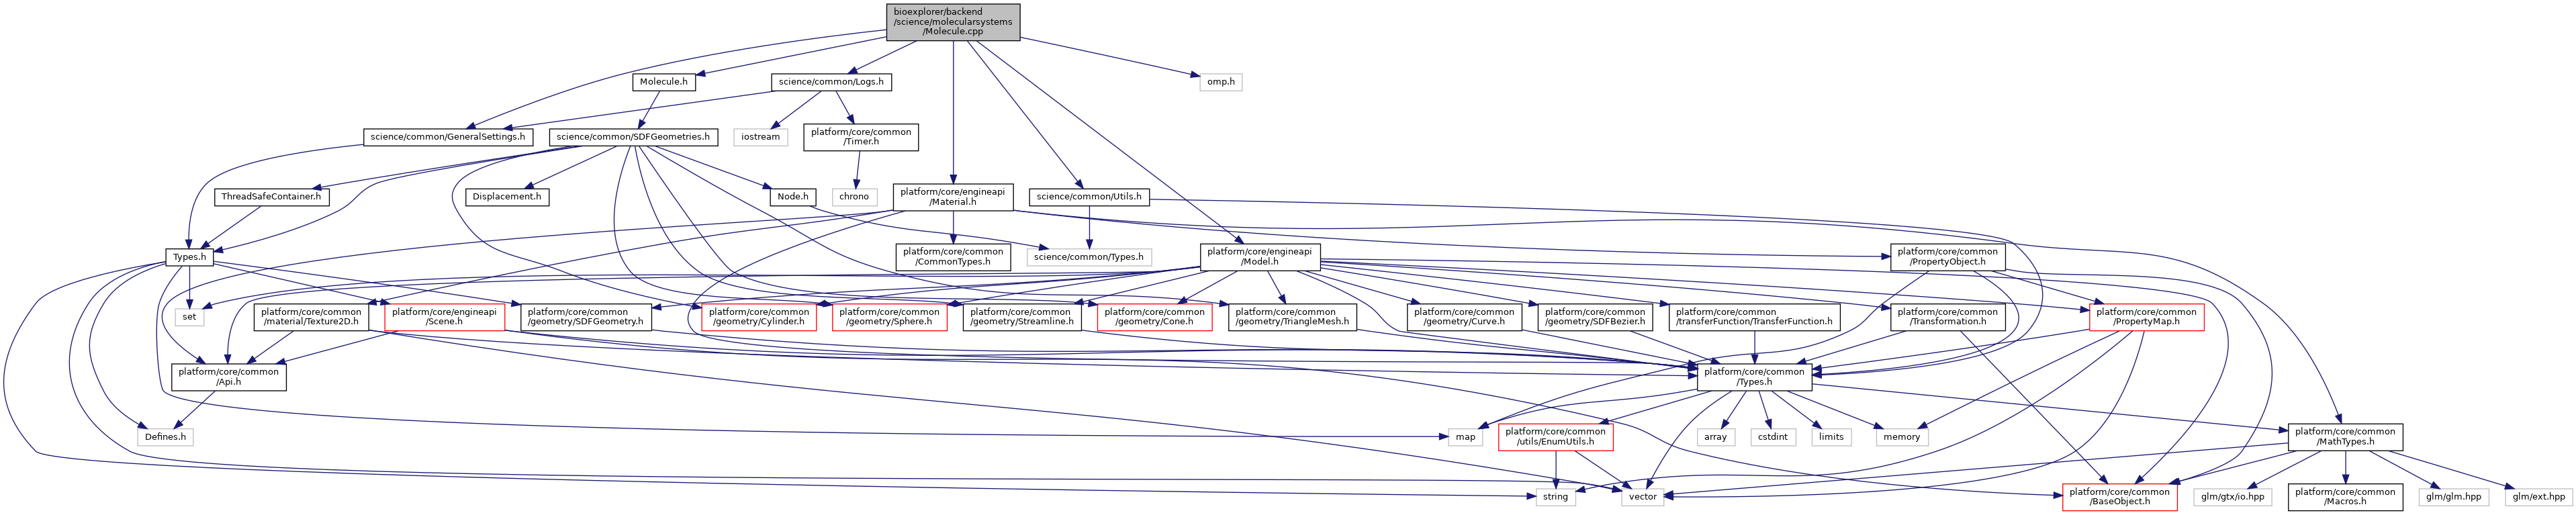 bioexplorer/backend
/science/molecularsystems
/Molecule.cpp
Molecule.h
science/common/Logs.h
omp.h
science/common/GeneralSettings.h
science/common/SDFGeometries.h
iostream
platform/core/common
/Timer.h
ThreadSafeContainer.h
Displacement.h
Node.h
chrono
platform/core/engineapi
/Material.h
science/common/Utils.h
Types.h
platform/core/common
/CommonTypes.h
science/common/Types.h
platform/core/engineapi
/Model.h
platform/core/common
/PropertyObject.h
set
platform/core/common
/material/Texture2D.h
platform/core/engineapi
/Scene.h
platform/core/common
/geometry/SDFGeometry.h
platform/core/common
/geometry/Cylinder.h
platform/core/common
/geometry/Sphere.h
platform/core/common
/geometry/Streamline.h
platform/core/common
/geometry/Cone.h
platform/core/common
/geometry/TriangleMesh.h
platform/core/common
/geometry/Curve.h
platform/core/common
/geometry/SDFBezier.h
platform/core/common
/transferFunction/TransferFunction.h
platform/core/common
/Transformation.h
platform/core/common
/PropertyMap.h
platform/core/common
/Api.h
platform/core/common
/Types.h
Defines.h
map
platform/core/common
/utils/EnumUtils.h
array
cstdint
limits
memory
platform/core/common
/MathTypes.h
string
vector
platform/core/common
/BaseObject.h
glm/gtx/io.hpp
platform/core/common
/Macros.h
glm/glm.hpp
glm/ext.hpp